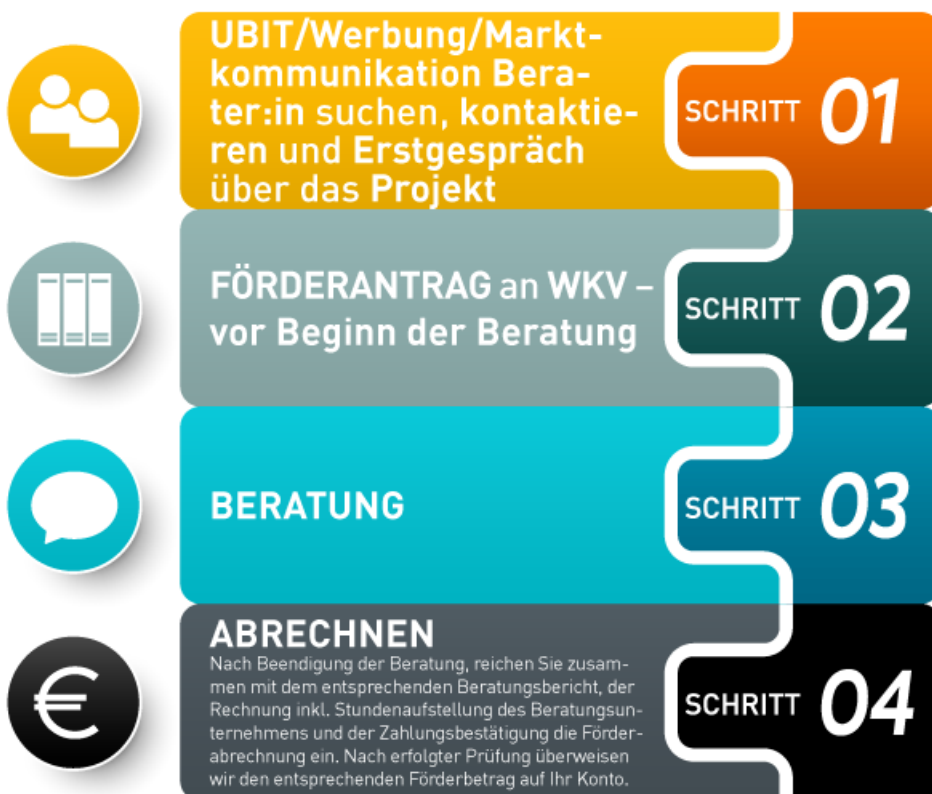 UBIT/Werbung/Markt-
kommunikation Bera-
ter:in suchen, kontaktie-
ren und Erstgespräch
über das Projekt
SCHRITT 01
FÖRDERANTRAG an WKV –
vor Beginn der Beratung
SCHRITT 02
BERATUNG
SCHRITT 03
ABRECHNEN
Nach Beendigung der Beratung, reichen Sie zusam-
men mit dem entsprechenden Beratungsbericht, der
Rechnung inkl. Stundenaufstellung des Beratungsun-
ternehmens und der Zahlungsbestätigung die Förder-
abrechnung ein. Nach erfolgter Prüfung überweisen
wir den entsprechenden Förderbetrag auf Ihr Konto.
€
SCHRITT 04